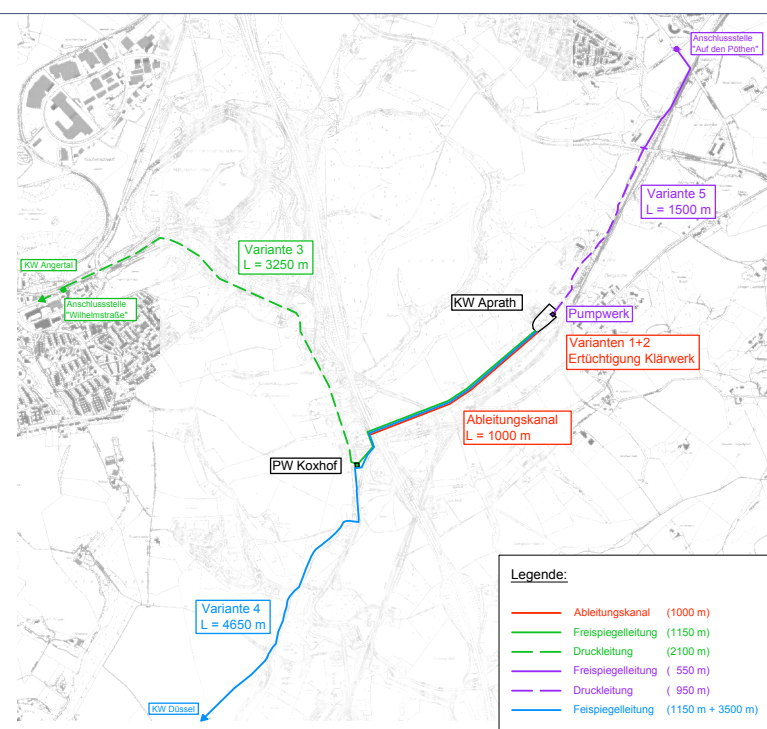 Anschlussstelle
"Auf den Pöthen"
Variante 5
L = 1500 m
Variante 3
L = 3250 m
KW Angertal
Anschlussstelle
"Wilhelmstraße"
KW Aprath
Pumpwerk
Varianten 1+2
Ertüchtigung Klärwerk
Ableitungskanal
L = 1000 m
PW Koxhof
Variante 4
L = 4650 m
KW Düssel
Legende:
Ableitungskanal (1000 m)
Freispiegelleitung (1150 m)
Druckleitung (2100 m)
Freispiegelleitung ( 550 m)
Druckleitung ( 950 m)
Feispiegelleitung (1150 m + 3500 m)